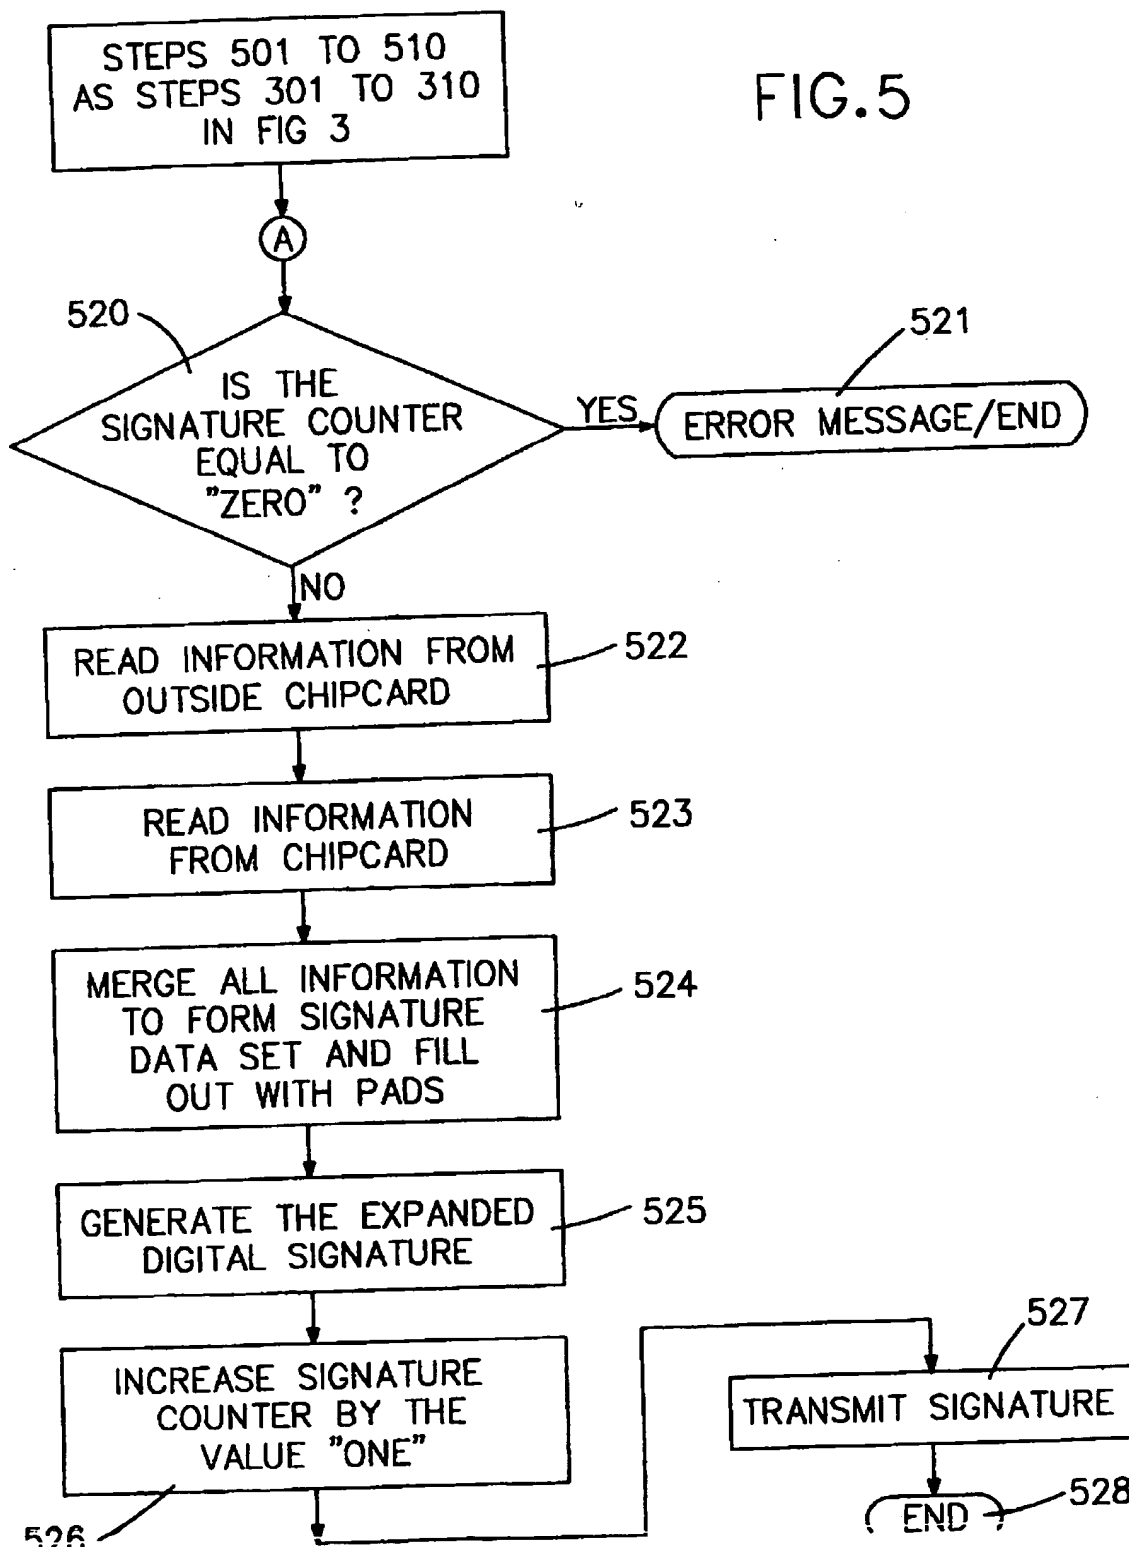 FIG.5
STEPS 501 TO 510
AS STEPS 301 TO 310
IN FIG 3
A
520
IS THE
SIGNATURE COUNTER
EQUAL TO
"ZERO" ?
YES
521
ERROR MESSAGE/END
NO
READ INFORMATION FROM
OUTSIDE CHIPCARD
522
READ INFORMATION
FROM CHIPCARD
523
MERGE ALL INFORMATION
TO FORM SIGNATURE
DATA SET AND FILL
OUT WITH PADS
524
GENERATE THE EXPANDED
DIGITAL SIGNATURE
525
INCREASE SIGNATURE
COUNTER BY THE
VALUE "ONE"
526
527
TRANSMIT SIGNATURE
END
528